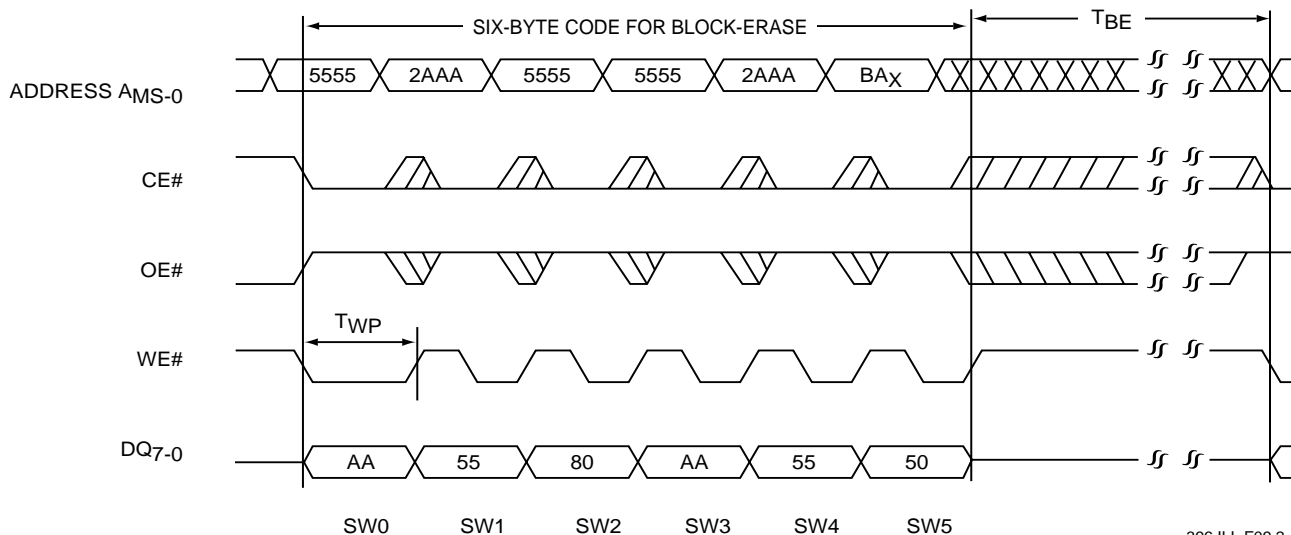 SIX-BYTE CODE FOR BLOCK-ERASE
TBE
ADDRESS AMS-0
5555 2AAA 5555 5555 2AAA BAX
CE#
OE#
TWP
WE#
DQ7-0
AA 55 80 AA 55 50
SW0 SW1 SW2 SW3 SW4 SW5